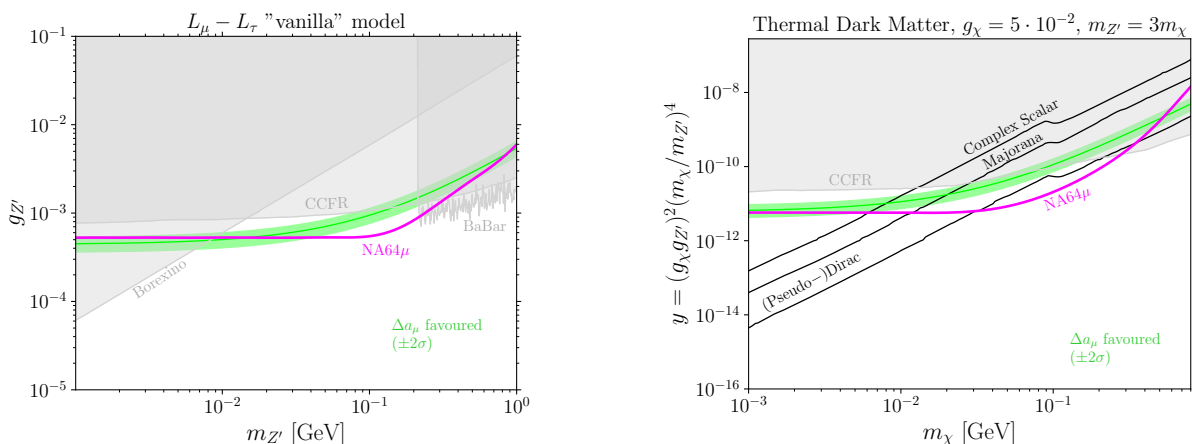 $L_\mu - L_\tau$ "vanilla" model
$10^{-1}$
$10^{-2}$
$10^{-3}$
$10^{-4}$
$10^{-5}$
$g_{Z'}$
CCFR
Borexino
NA64$\mu$
BaBar
$\Delta a_\mu$ favoured
($\pm 2\sigma$)
$10^{-2}$ $10^{-1}$ $10^{0}$
$m_{Z'}$ [GeV]
Thermal Dark Matter, $g_\chi = 5 \cdot 10^{-2}$, $m_{Z'} = 3m_\chi$
$10^{-8}$
$10^{-10}$
$10^{-12}$
$10^{-14}$
$10^{-16}$
$y = (g_\chi g_{Z'})^2 (m_\chi/m_{Z'})^4$
Complex Scalar
Majorana
CCFR
NA64$\mu$
(Pseudo−)Dirac
$\Delta a_\mu$ favoured
($\pm 2\sigma$)
$10^{-3}$ $10^{-2}$ $10^{-1}$
$m_\chi$ [GeV]